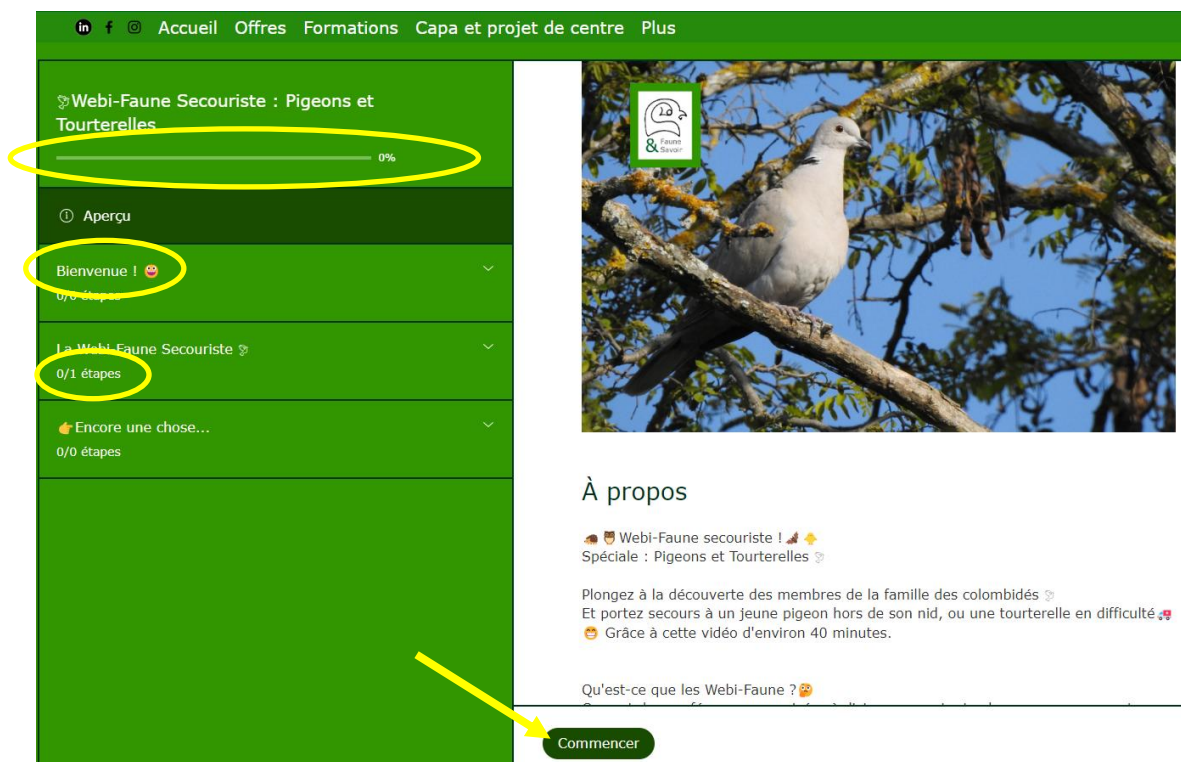 in f Accueil Offres Formations Capa et projet de centre Plus
🕊Webi-Faune Secouriste : Pigeons et
Tourterelles
0%
Aperçu
Bienvenue ! 😀
0/0 étapes
La Webi-Faune Secouriste 🕊
0/1 étapes
👉Encore une chose...
0/0 étapes
& Faune
Savoir
À propos
🦔 🦉 Webi-Faune secouriste ! 🦇 🐥
Spéciale : Pigeons et Tourterelles 🕊
Plongez à la découverte des membres de la famille des colombidés 🕊
Et portez secours à un jeune pigeon hors de son nid, ou une tourterelle en difficulté 🚑
😁 Grâce à cette vidéo d'environ 40 minutes.
Qu'est-ce que les Webi-Faune ?🤔
Commencer